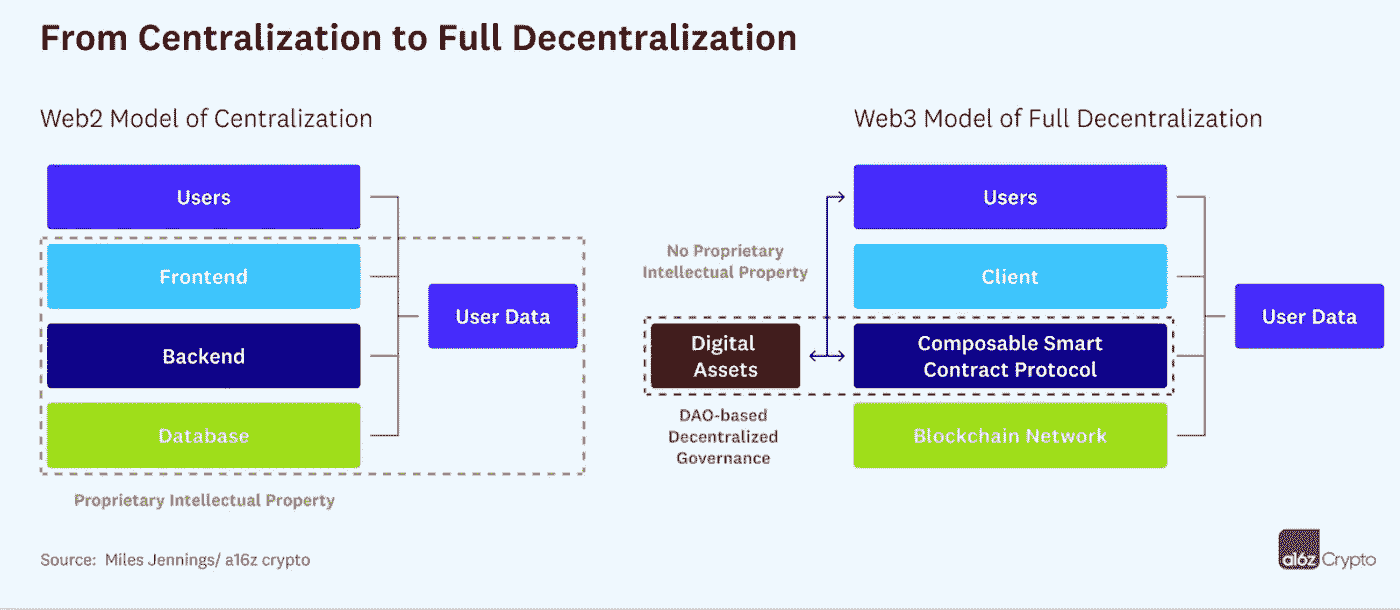 From Centralization to Full Decentralization
Web2 Model of Centralization
Users
Frontend
Backend
Database
User Data
Proprietary Intellectual Property
Web3 Model of Full Decentralization
No Proprietary
Intellectual Property
Digital
Assets
DAO-based
Decentralized
Governance
Users
Client
Composable Smart
Contract Protocol
Blockchain Network
User Data
Source: Miles Jennings/ a16z crypto
a16z Crypto